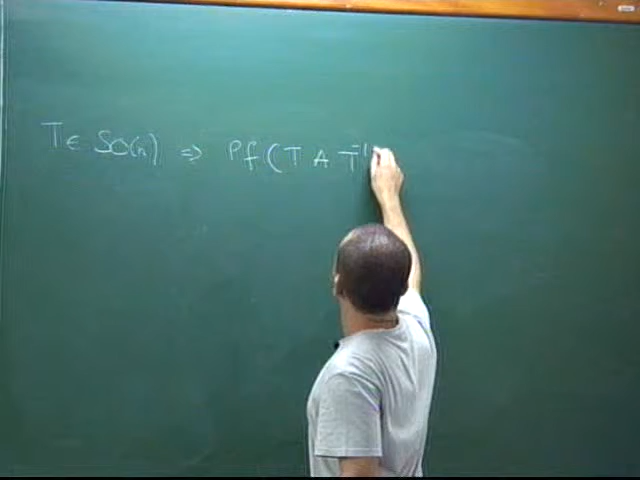 T ∈ SO(n) ⇒ Pf(T A T⁻¹